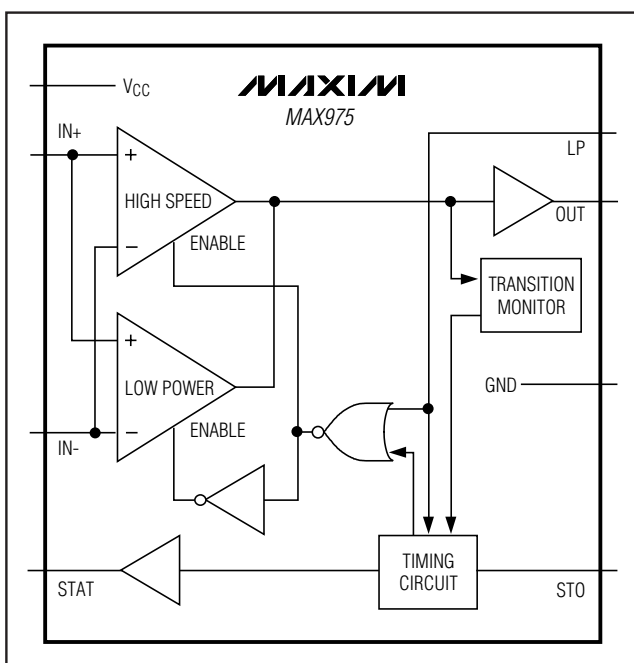 VCC
MAXIM
MAX975
IN+
LP
+
HIGH SPEED
OUT
−
ENABLE
TRANSITION
MONITOR
+
LOW POWER
GND
−
ENABLE
IN-
TIMING
CIRCUIT
STAT
STO